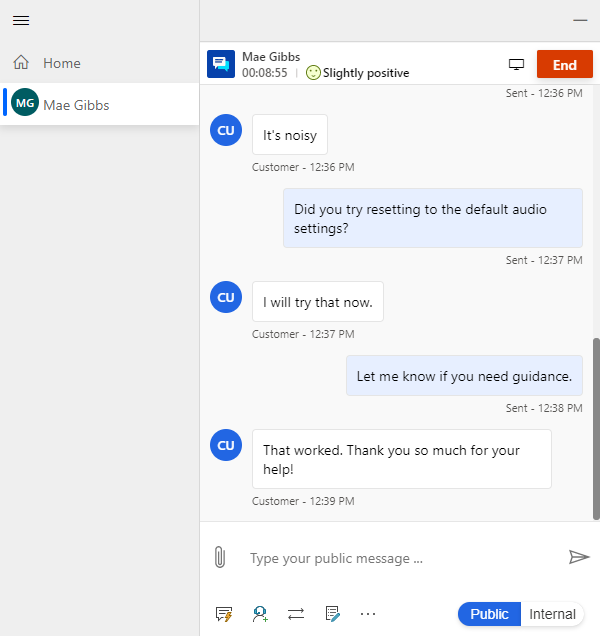 Home
MG
Mae Gibbs
Mae Gibbs
00:08:55
Slightly positive
End
Sent - 12:36 PM
CU
It's noisy
Customer - 12:36 PM
Did you try resetting to the default audio
settings?
Sent - 12:37 PM
CU
I will try that now.
Customer - 12:37 PM
Let me know if you need guidance.
Sent - 12:38 PM
CU
That worked. Thank you so much for your
help!
Customer - 12:39 PM
Type your public message ...
Public
Internal